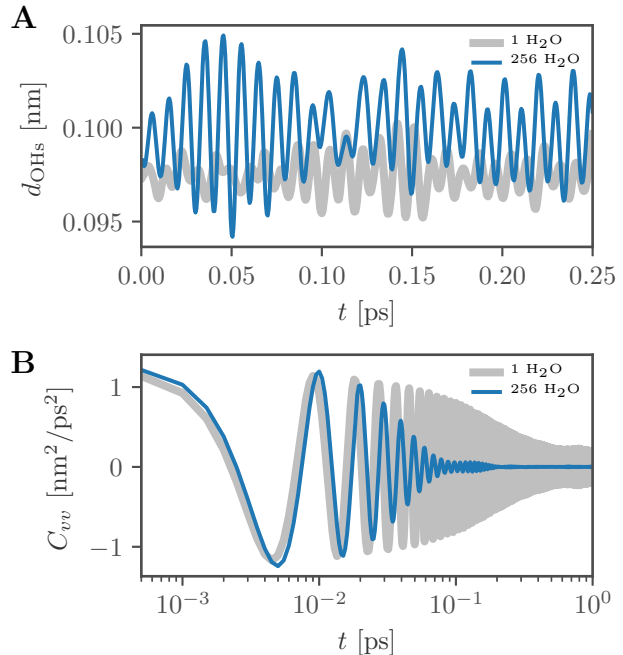 A
0.105
0.100
0.095
d_OHs [nm]
1 H₂O
256 H₂O
0.00 0.05 0.10 0.15 0.20 0.25
t [ps]
B
1
0
−1
C_vv [nm²/ps²]
1 H₂O
256 H₂O
10⁻³ 10⁻² 10⁻¹ 10⁰
t [ps]